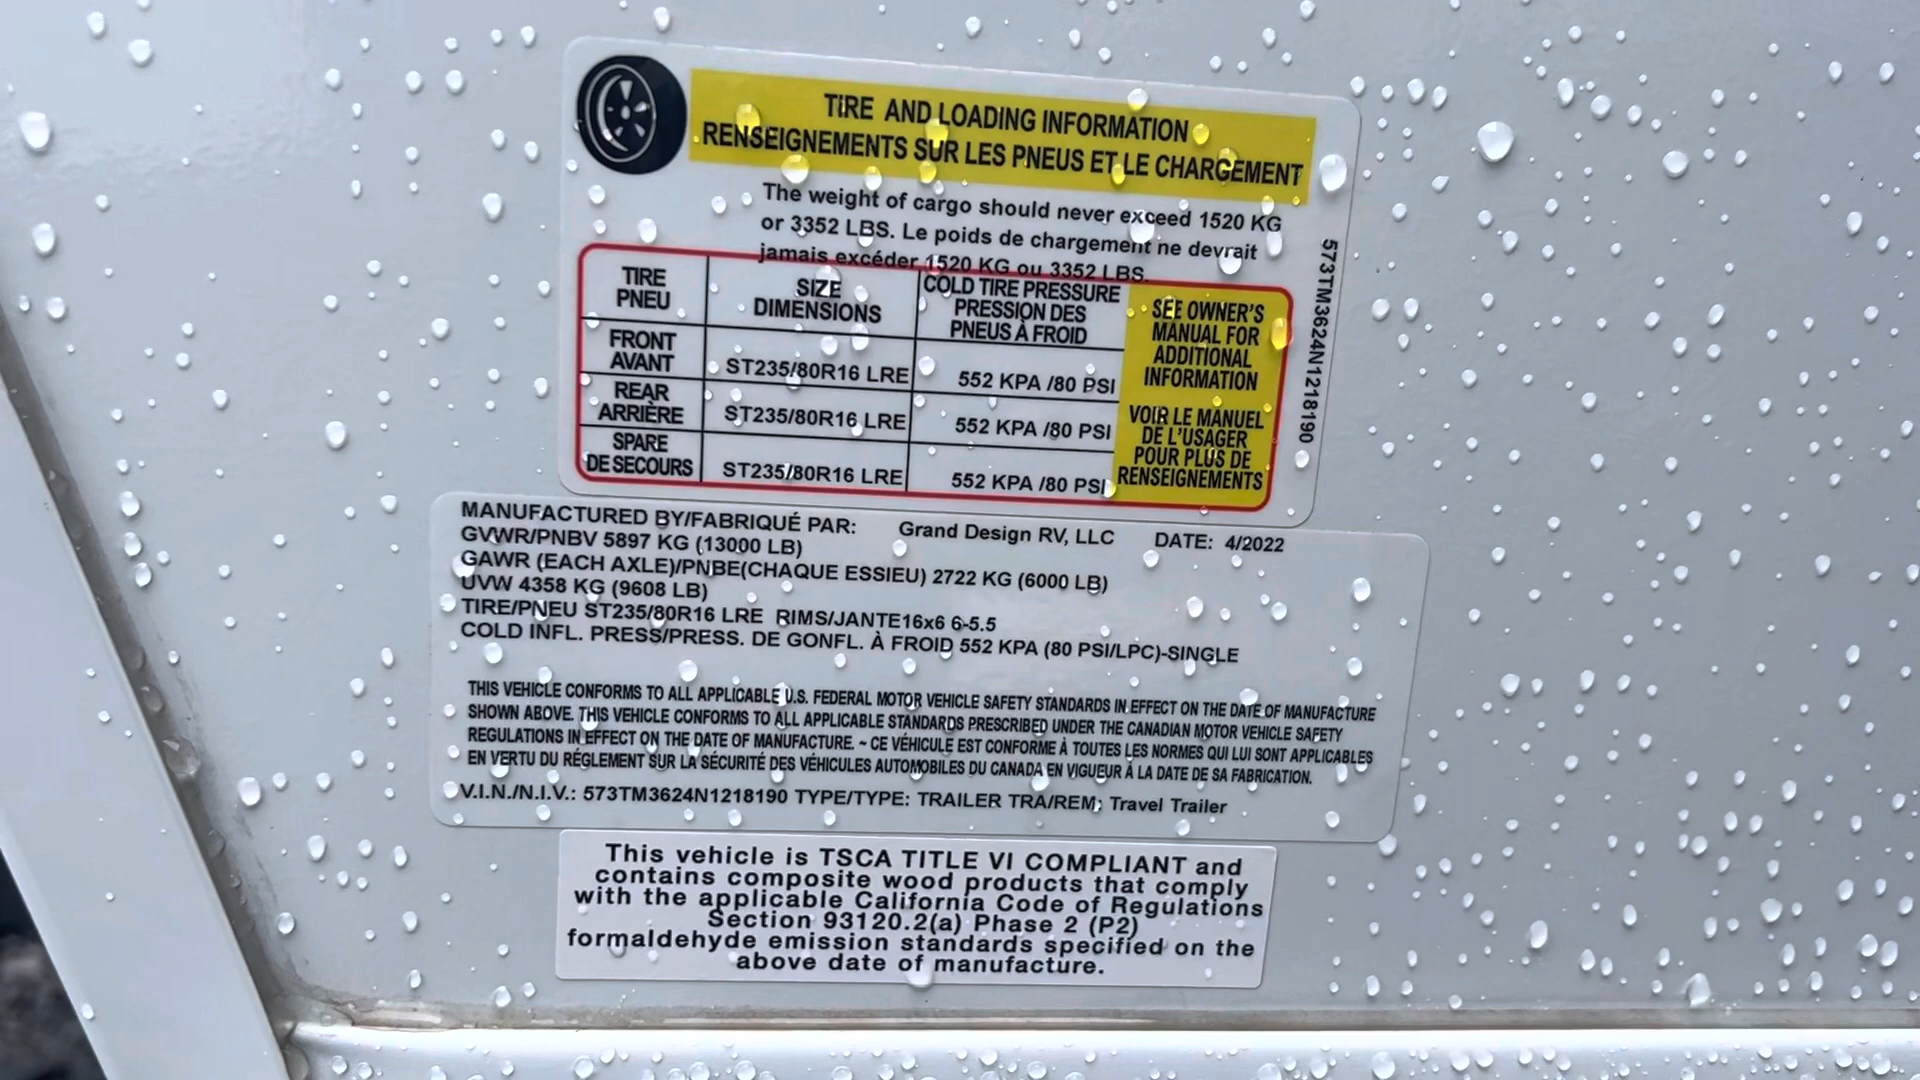 TIRE AND LOADING INFORMATION
RENSEIGNEMENTS SUR LES PNEUS ET LE CHARGEMENT
The weight of cargo should never exceed 1520 KG
or 3352 LBS. Le poids de chargement ne devrait
jamais excéder 1520 KG ou 3352 LBS.
573TM3624N1218190
TIRE
PNEU
SIZE
DIMENSIONS
COLD TIRE PRESSURE
PRESSION DES
PNEUS À FROID
FRONT
AVANT
ST235/80R16 LRE
552 KPA /80 PSI
REAR
ARRIÈRE
ST235/80R16 LRE
552 KPA /80 PSI
SPARE
DE SECOURS
ST235/80R16 LRE
552 KPA /80 PSI
SEE OWNER'S
MANUAL FOR
ADDITIONAL
INFORMATION
VOIR LE MANUEL
DE L'USAGER
POUR PLUS DE
RENSEIGNEMENTS
MANUFACTURED BY/FABRIQUÉ PAR: Grand Design RV, LLC DATE: 4/2022
GVWR/PNBV 5897 KG (13000 LB)
GAWR (EACH AXLE)/PNBE(CHAQUE ESSIEU) 2722 KG (6000 LB)
UVW 4358 KG (9608 LB)
TIRE/PNEU ST235/80R16 LRE RIMS/JANTE16x6 6-5.5
COLD INFL. PRESS/PRESS. DE GONFL. À FROID 552 KPA (80 PSI/LPC)-SINGLE
THIS VEHICLE CONFORMS TO ALL APPLICABLE U.S. FEDERAL MOTOR VEHICLE SAFETY STANDARDS IN EFFECT ON THE DATE OF MANUFACTURE
SHOWN ABOVE. THIS VEHICLE CONFORMS TO ALL APPLICABLE STANDARDS PRESCRIBED UNDER THE CANADIAN MOTOR VEHICLE SAFETY
REGULATIONS IN EFFECT ON THE DATE OF MANUFACTURE. ~ CE VÉHICULE EST CONFORME À TOUTES LES NORMES QUI LUI SONT APPLICABLES
EN VERTU DU RÉGLEMENT SUR LA SÉCURITÉ DES VÉHICULES AUTOMOBILES DU CANADA EN VIGUEUR À LA DATE DE SA FABRICATION.
V.I.N./N.I.V.: 573TM3624N1218190 TYPE/TYPE: TRAILER TRA/REM: Travel Trailer
This vehicle is TSCA TITLE VI COMPLIANT and
contains composite wood products that comply
with the applicable California Code of Regulations
Section 93120.2(a) Phase 2 (P2)
formaldehyde emission standards specified on the
above date of manufacture.